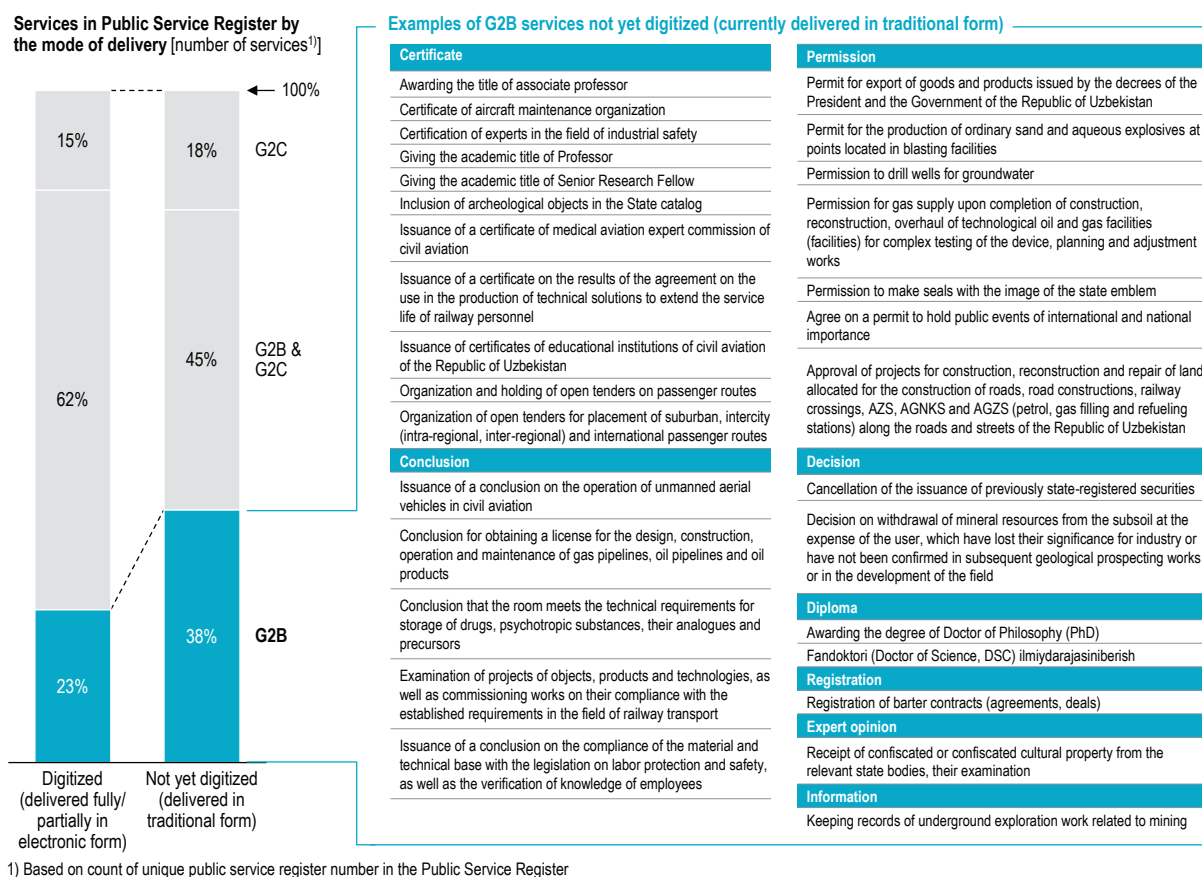 Services in Public Service Register by
the mode of delivery [number of services1)]
100%
15%
18%
G2C
62%
45%
G2B &
G2C
23%
38%
G2B
Digitized
(delivered fully/
partially in
electronic form)
Not yet digitized
(delivered in
traditional form)
Examples of G2B services not yet digitized (currently delivered in traditional form)
Certificate
Awarding the title of associate professor
Certificate of aircraft maintenance organization
Certification of experts in the field of industrial safety
Giving the academic title of Professor
Giving the academic title of Senior Research Fellow
Inclusion of archeological objects in the State catalog
Issuance of a certificate of medical aviation expert commission of
civil aviation
Issuance of a certificate on the results of the agreement on the
use in the production of technical solutions to extend the service
life of railway personnel
Issuance of certificates of educational institutions of civil aviation
of the Republic of Uzbekistan
Organization and holding of open tenders on passenger routes
Organization of open tenders for placement of suburban, intercity
(intra-regional, inter-regional) and international passenger routes
Conclusion
Issuance of a conclusion on the operation of unmanned aerial
vehicles in civil aviation
Conclusion for obtaining a license for the design, construction,
operation and maintenance of gas pipelines, oil pipelines and oil
products
Conclusion that the room meets the technical requirements for
storage of drugs, psychotropic substances, their analogues and
precursors
Examination of projects of objects, products and technologies, as
well as commissioning works on their compliance with the
established requirements in the field of railway transport
Issuance of a conclusion on the compliance of the material and
technical base with the legislation on labor protection and safety,
as well as the verification of knowledge of employees
Permission
Permit for export of goods and products issued by the decrees of the
President and the Government of the Republic of Uzbekistan
Permit for the production of ordinary sand and aqueous explosives at
points located in blasting facilities
Permission to drill wells for groundwater
Permission for gas supply upon completion of construction,
reconstruction, overhaul of technological oil and gas facilities
(facilities) for complex testing of the device, planning and adjustment
works
Permission to make seals with the image of the state emblem
Agree on a permit to hold public events of international and national
importance
Approval of projects for construction, reconstruction and repair of land
allocated for the construction of roads, road constructions, railway
crossings, AZS, AGNKS and AGZS (petrol, gas filling and refueling
stations) along the roads and streets of the Republic of Uzbekistan
Decision
Cancellation of the issuance of previously state-registered securities
Decision on withdrawal of mineral resources from the subsoil at the
expense of the user, which have lost their significance for industry or
have not been confirmed in subsequent geological prospecting works
or in the development of the field
Diploma
Awarding the degree of Doctor of Philosophy (PhD)
Fandoktori (Doctor of Science, DSC) ilmiydarajasiniberish
Registration
Registration of barter contracts (agreements, deals)
Expert opinion
Receipt of confiscated or confiscated cultural property from the
relevant state bodies, their examination
Information
Keeping records of underground exploration work related to mining
1) Based on count of unique public service register number in the Public Service Register